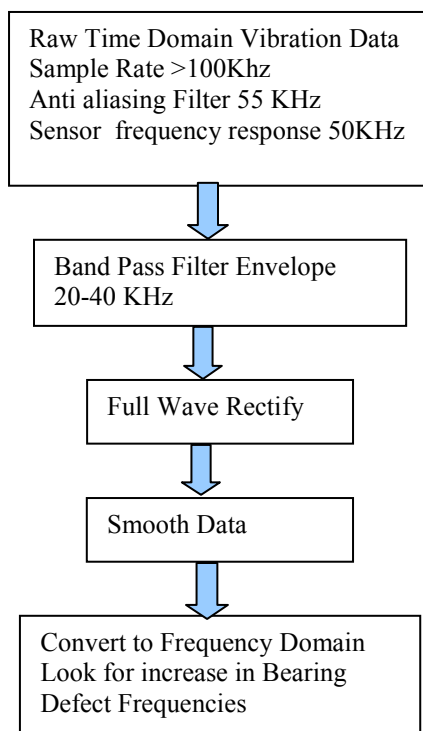 Raw Time Domain Vibration Data
Sample Rate >100Khz
Anti aliasing Filter 55 KHz
Sensor frequency response 50KHz
Band Pass Filter Envelope
20-40 KHz
Full Wave Rectify
Smooth Data
Convert to Frequency Domain
Look for increase in Bearing
Defect Frequencies